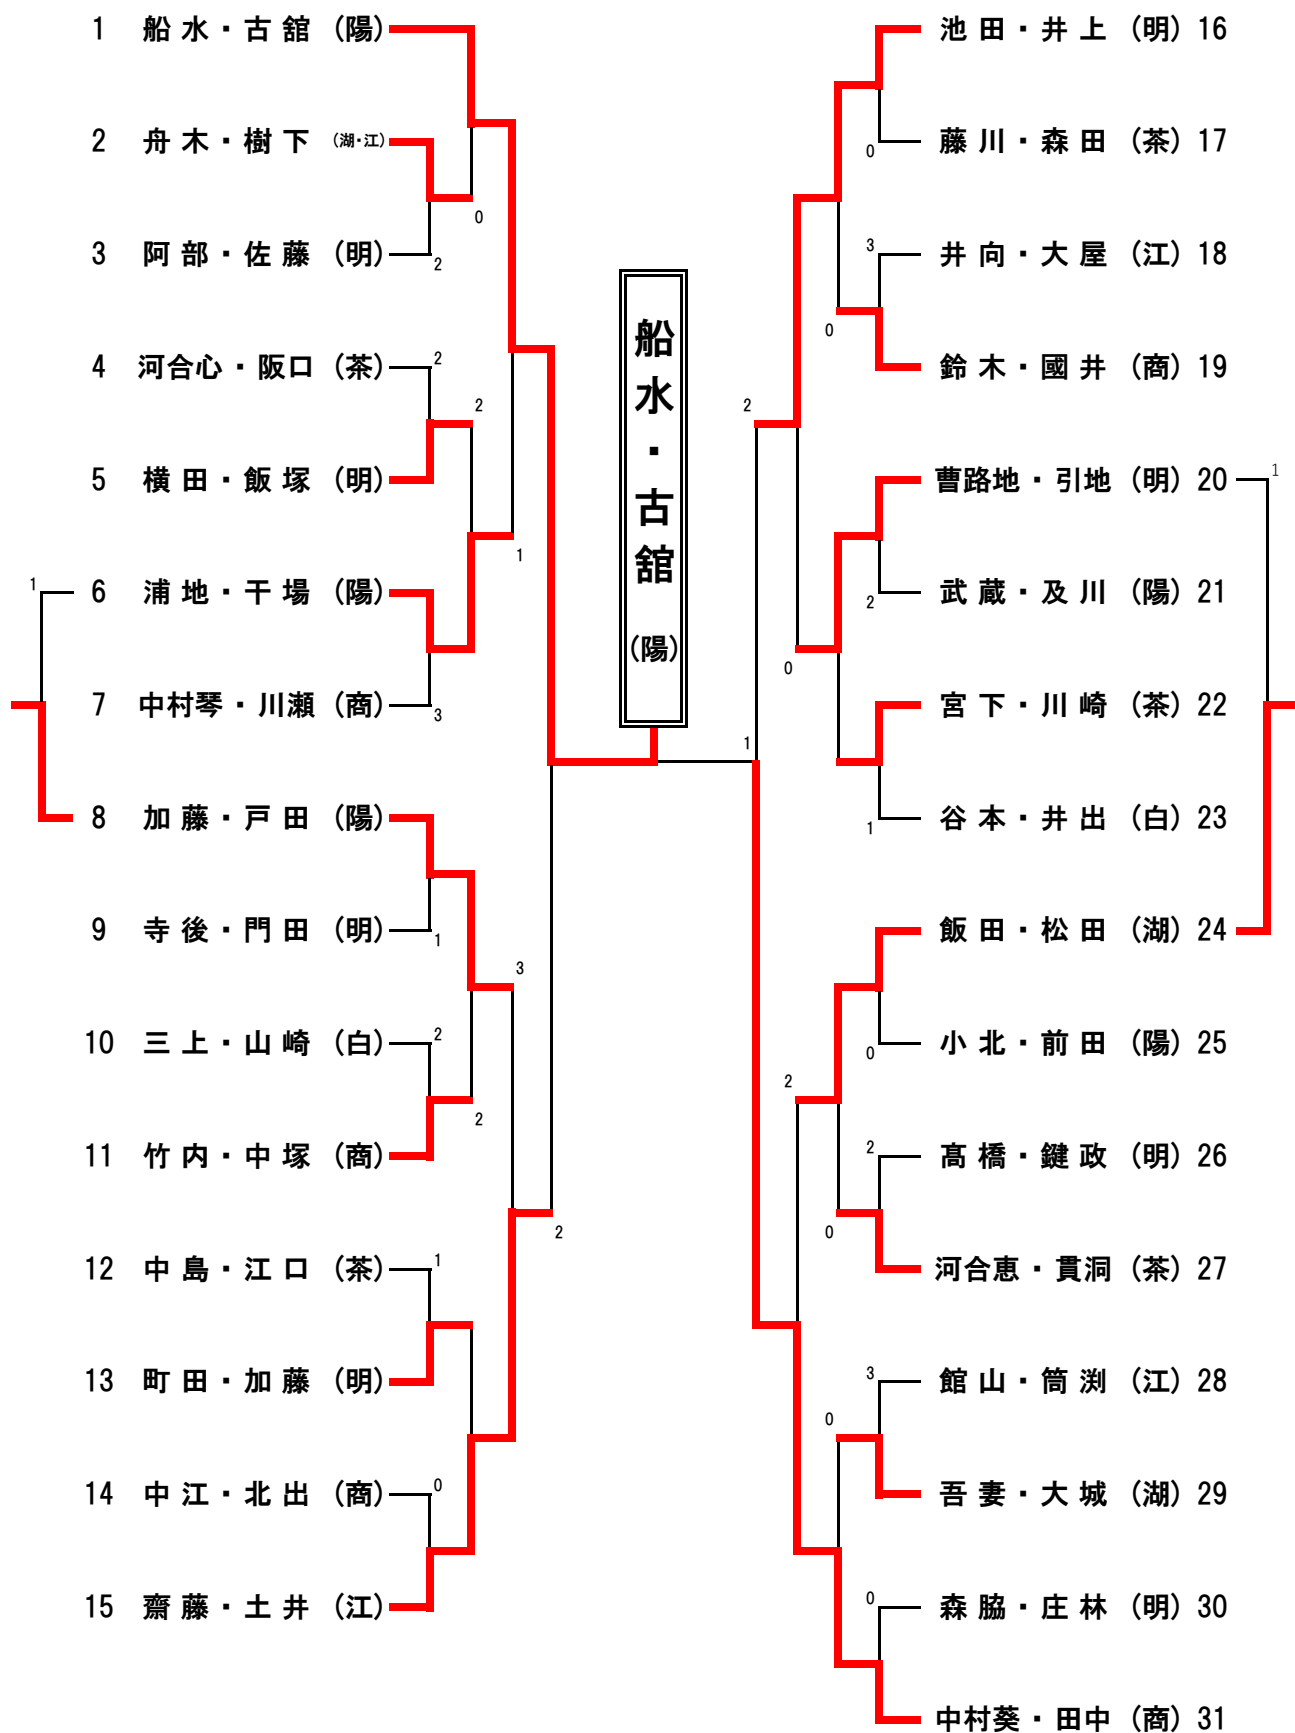 1 船水・古舘 (陽)
2 舟木・樹下 (湖・江)
0
3 阿部・佐藤 (明)
2
4 河合心・阪口 (茶)
2
2
5 横田・飯塚 (明)
1
6 浦地・干場 (陽)
1
7 中村琴・川瀬 (商)
3
8 加藤・戸田 (陽)
9 寺後・門田 (明)
1
3
10 三上・山崎 (白)
2
2
11 竹内・中塚 (商)
12 中島・江口 (茶)
1
2
13 町田・加藤 (明)
14 中江・北出 (商)
0
15 齋藤・土井 (江)
船水・古舘
(陽)
1
池田・井上 (明) 16
藤川・森田 (茶) 17
0
井向・大屋 (江) 18
3
0
鈴木・國井 (商) 19
2
曹路地・引地 (明) 20
1
武蔵・及川 (陽) 21
2
0
宮下・川崎 (茶) 22
谷本・井出 (白) 23
1
飯田・松田 (湖) 24
小北・前田 (陽) 25
0
2
髙橋・鍵政 (明) 26
2
0
河合恵・貫洞 (茶) 27
館山・筒渕 (江) 28
3
0
吾妻・大城 (湖) 29
森脇・庄林 (明) 30
0
中村葵・田中 (商) 31